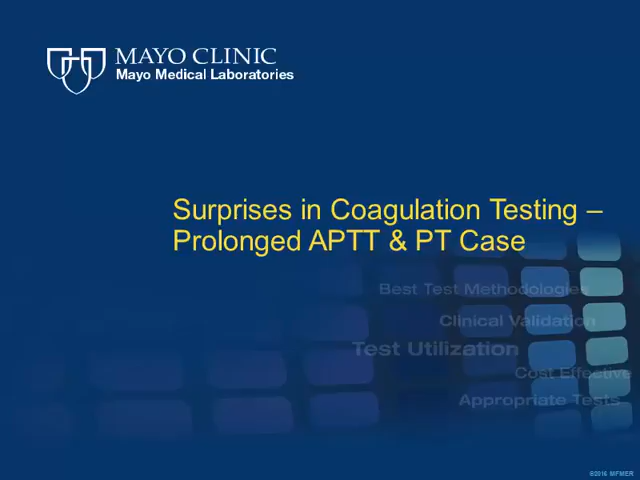 MAYO CLINIC
Mayo Medical Laboratories
Surprises in Coagulation Testing –
Prolonged APTT & PT Case
Best Test Methodologies
Clinical Validation
Test Utilization
Cost Effective
Appropriate Tests
©2016 MFMER